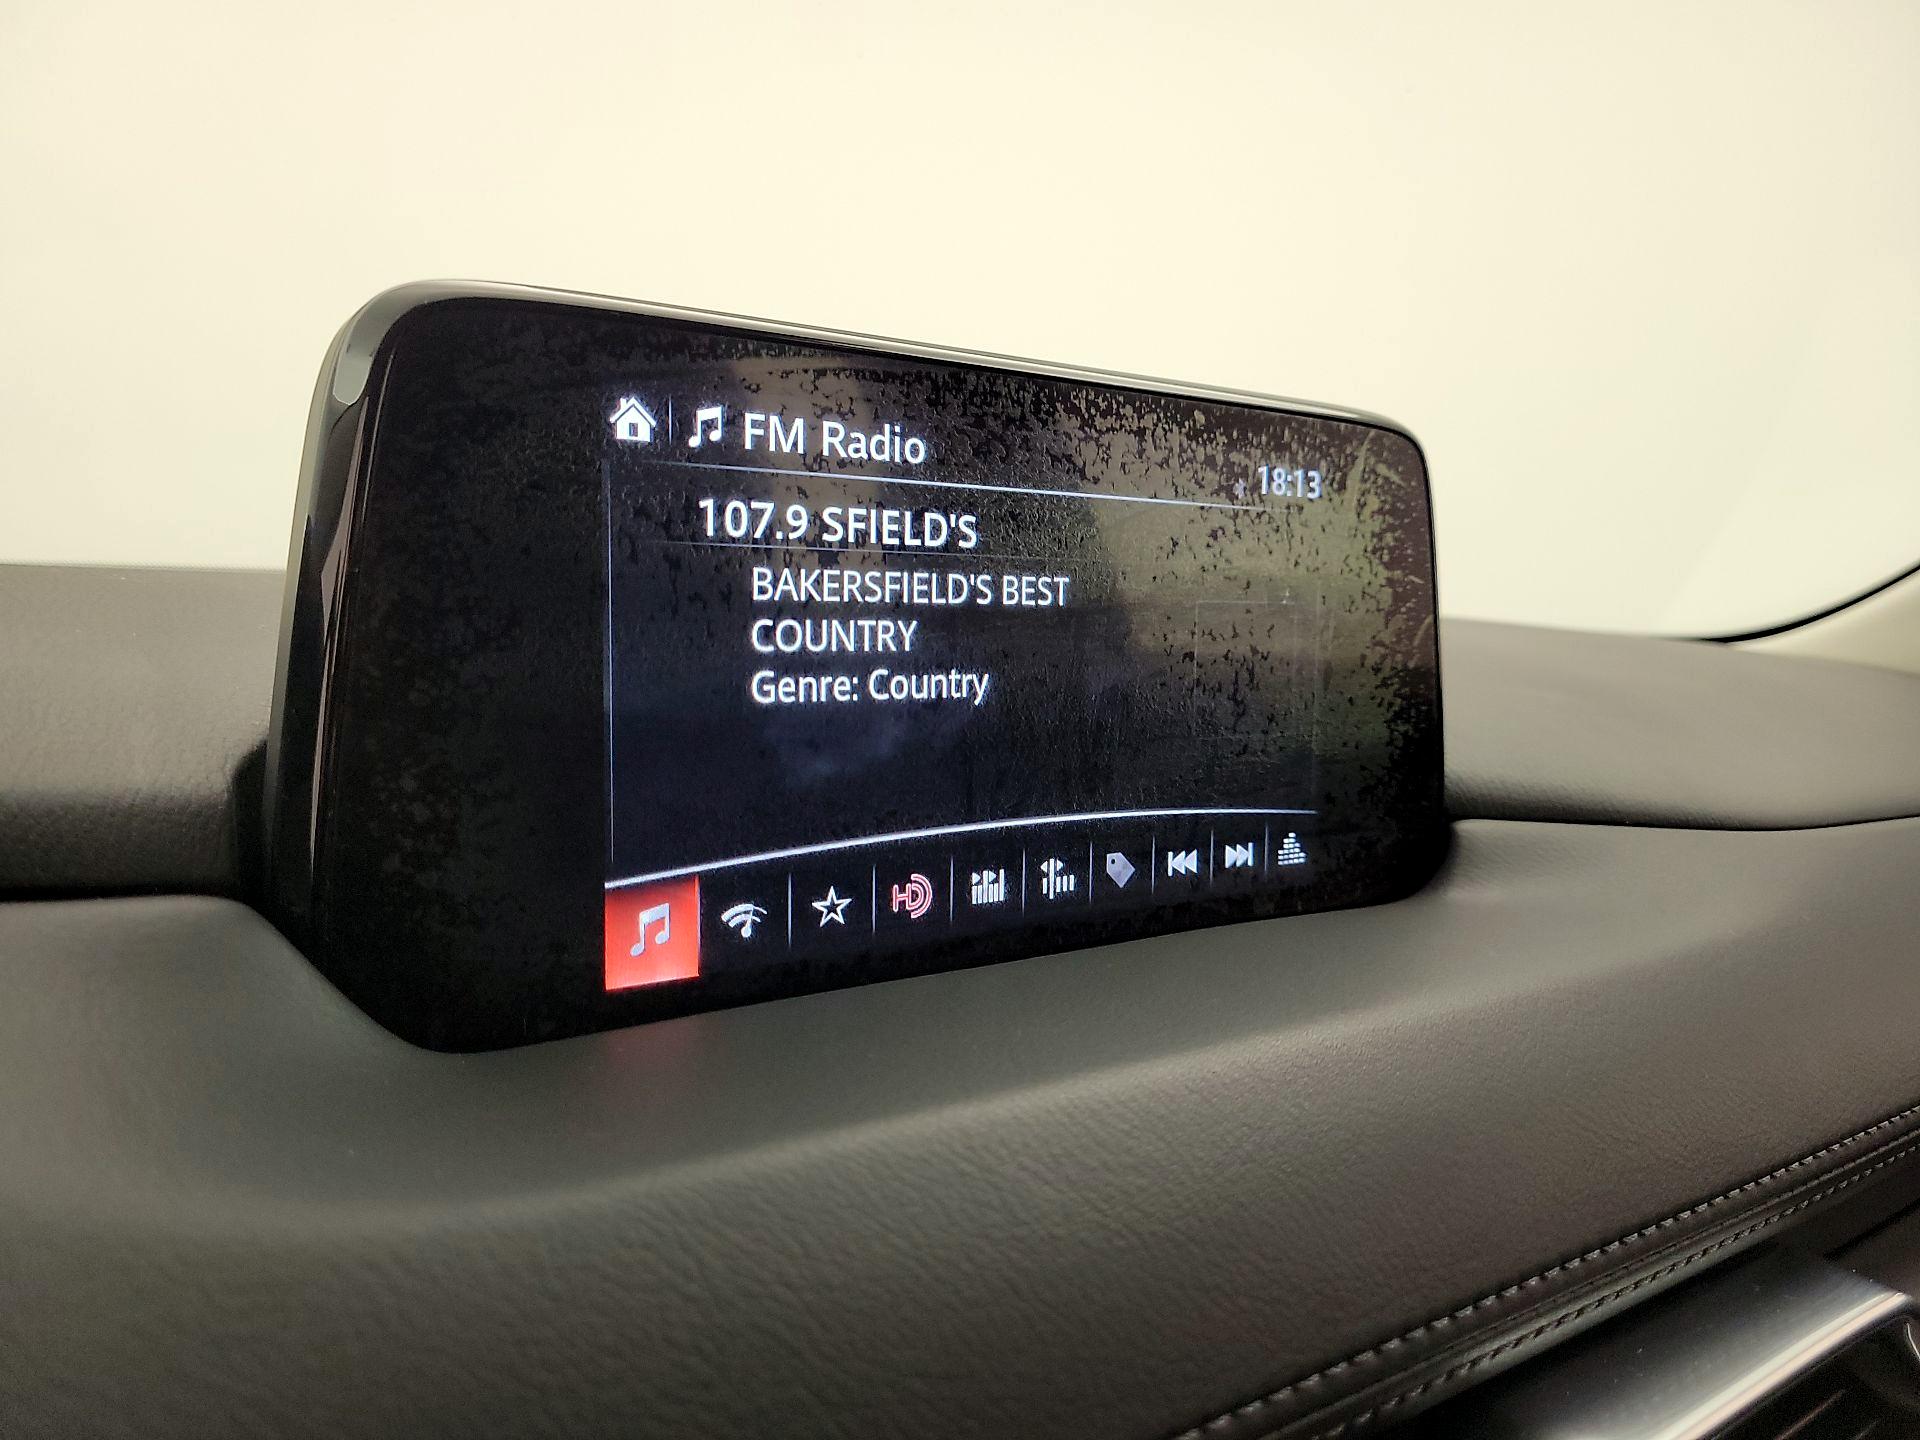 FM Radio
18:13
107.9 SFIELD'S
BAKERSFIELD'S BEST
COUNTRY
Genre: Country
HD